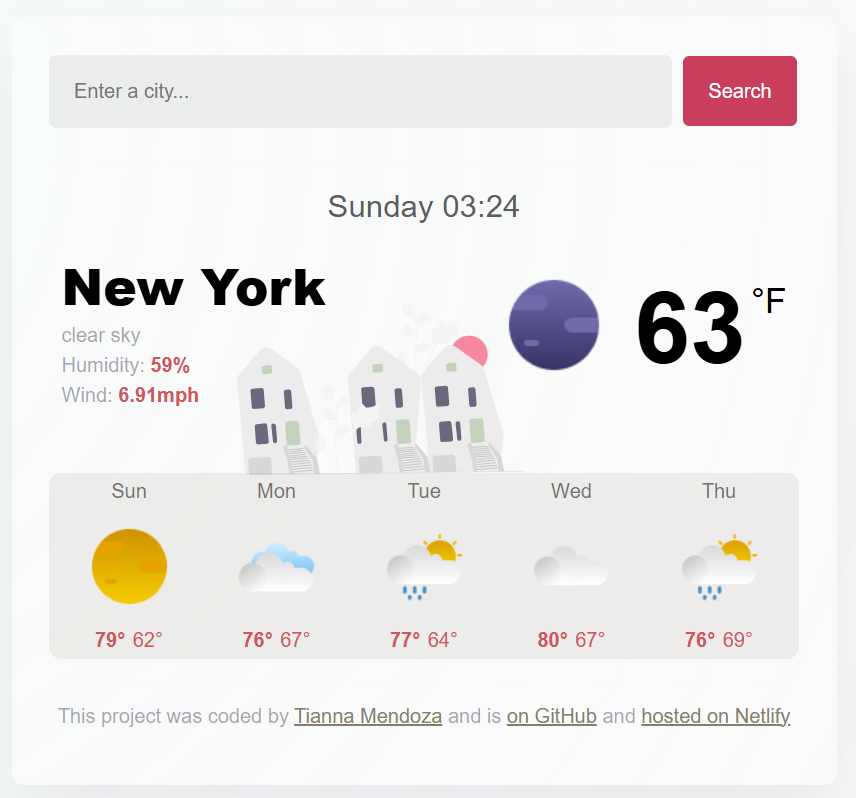 Enter a city...
Search
Sunday 03:24
New York
clear sky
Humidity: 59%
Wind: 6.91mph
63 °F
Sun Mon Tue Wed Thu
79° 62° 76° 67° 77° 64° 80° 67° 76° 69°
This project was coded by Tianna Mendoza and is on GitHub and hosted on Netlify